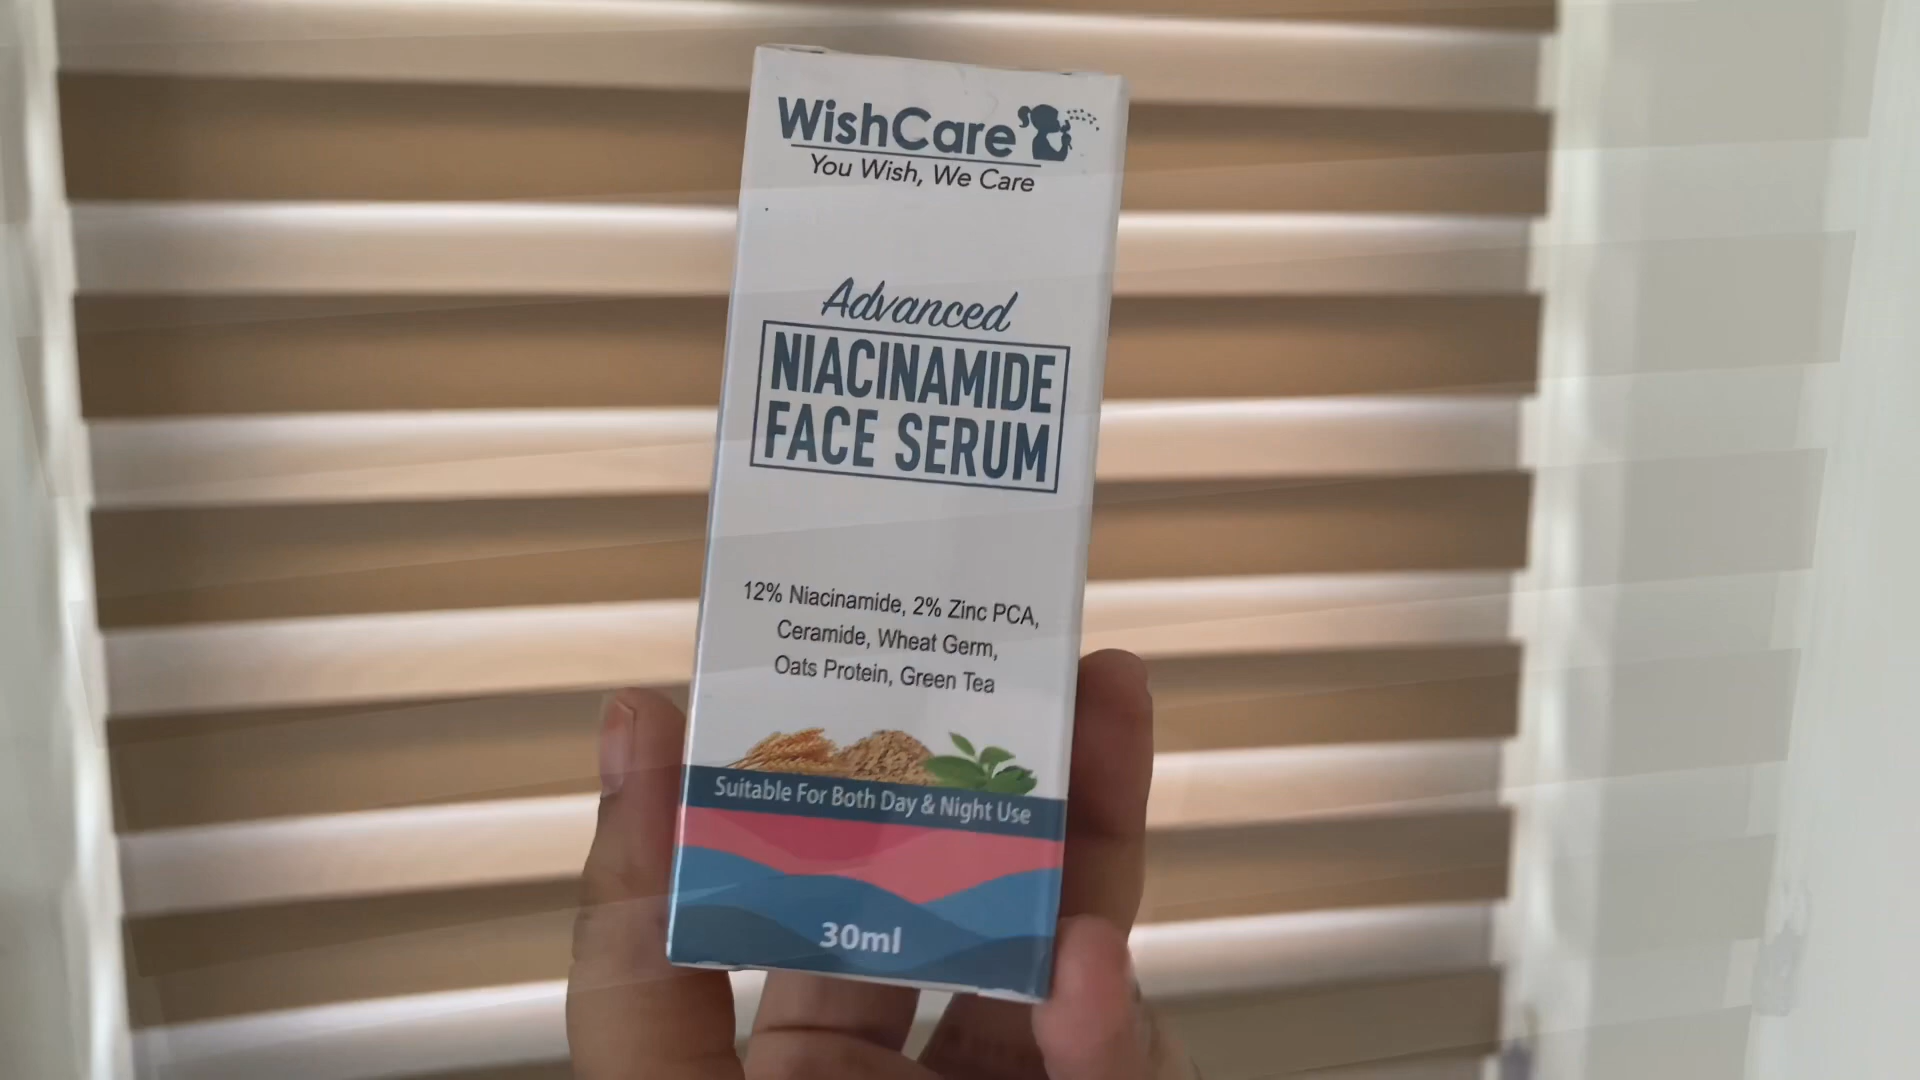 WishCare
You Wish, We Care
Advanced
NIACINAMIDE
FACE SERUM
12% Niacinamide, 2% Zinc PCA,
Ceramide, Wheat Germ,
Oats Protein, Green Tea
Suitable For Both Day & Night Use
30ml